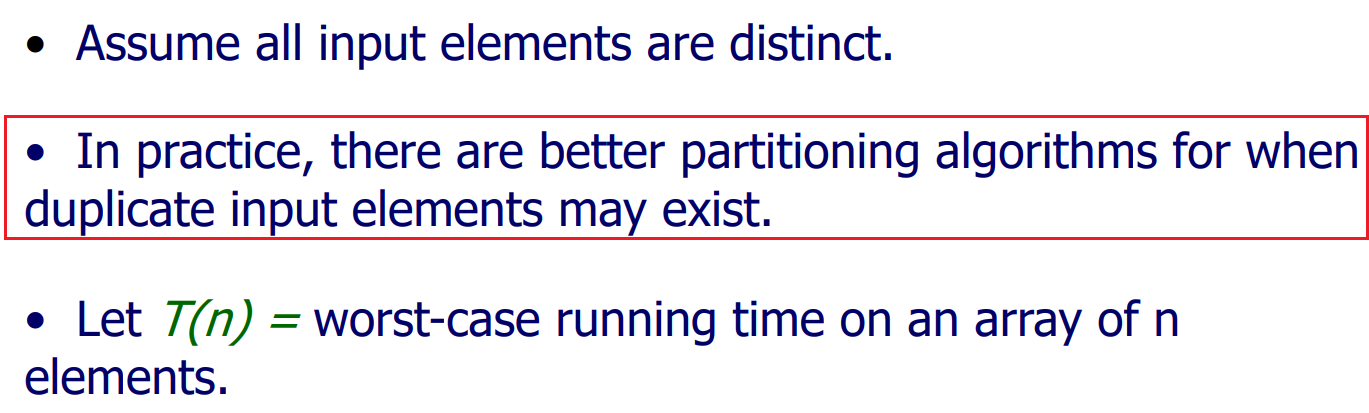 • Assume all input elements are distinct.
• In practice, there are better partitioning algorithms for when
duplicate input elements may exist.
• Let T(n) = worst-case running time on an array of n
elements.